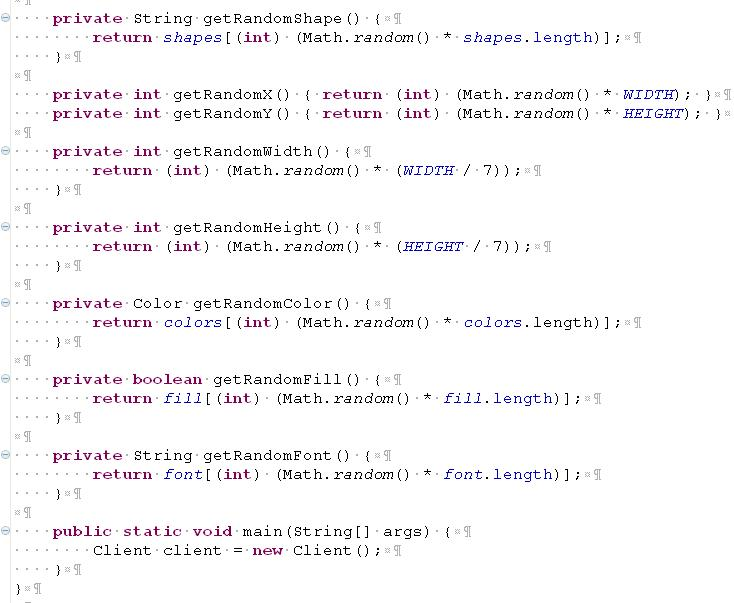 private String getRandomShape() {¤¶
        return shapes[(int) (Math.random() * shapes.length)];¤¶
    }¤¶
¤¶
    private int getRandomX() { return (int) (Math.random() * WIDTH); }¤¶
    private int getRandomY() { return (int) (Math.random() * HEIGHT); }¤
¤¶
    private int getRandomWidth() {¤¶
        return (int) (Math.random() * (WIDTH / 7));¤¶
    }¤¶
¤¶
    private int getRandomHeight() {¤¶
        return (int) (Math.random() * (HEIGHT / 7));¤¶
    }¤¶
¤¶
    private Color getRandomColor() {¤¶
        return colors[(int) (Math.random() * colors.length)];¤¶
    }¤¶
¤¶
    private boolean getRandomFill() {¤¶
        return fill[(int) (Math.random() * fill.length)];¤¶
    }¤¶
¤¶
    private String getRandomFont() {¤¶
        return font[(int) (Math.random() * font.length)];¤¶
    }¤¶
¤¶
    public static void main(String[] args) {¤¶
        Client client = new Client();¤¶
    }¤¶
}¤¶